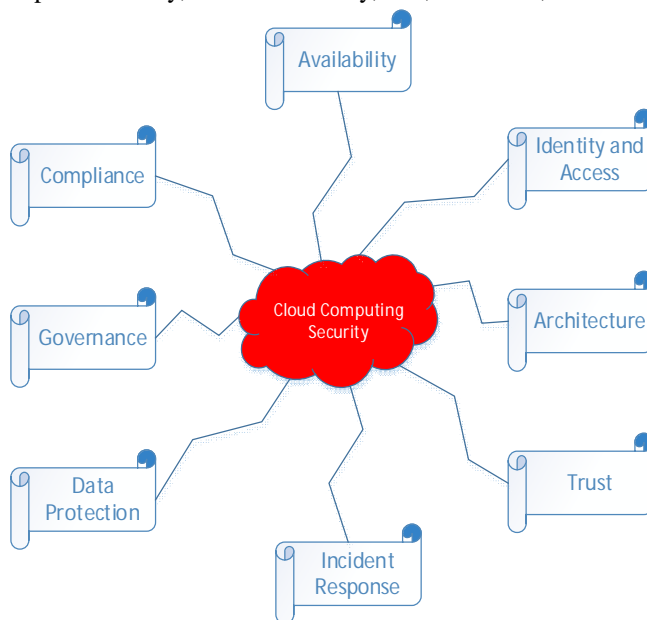 Availability
Compliance
Identity and
Access
Cloud Computing
Security
Governance
Architecture
Data
Protection
Trust
Incident
Response